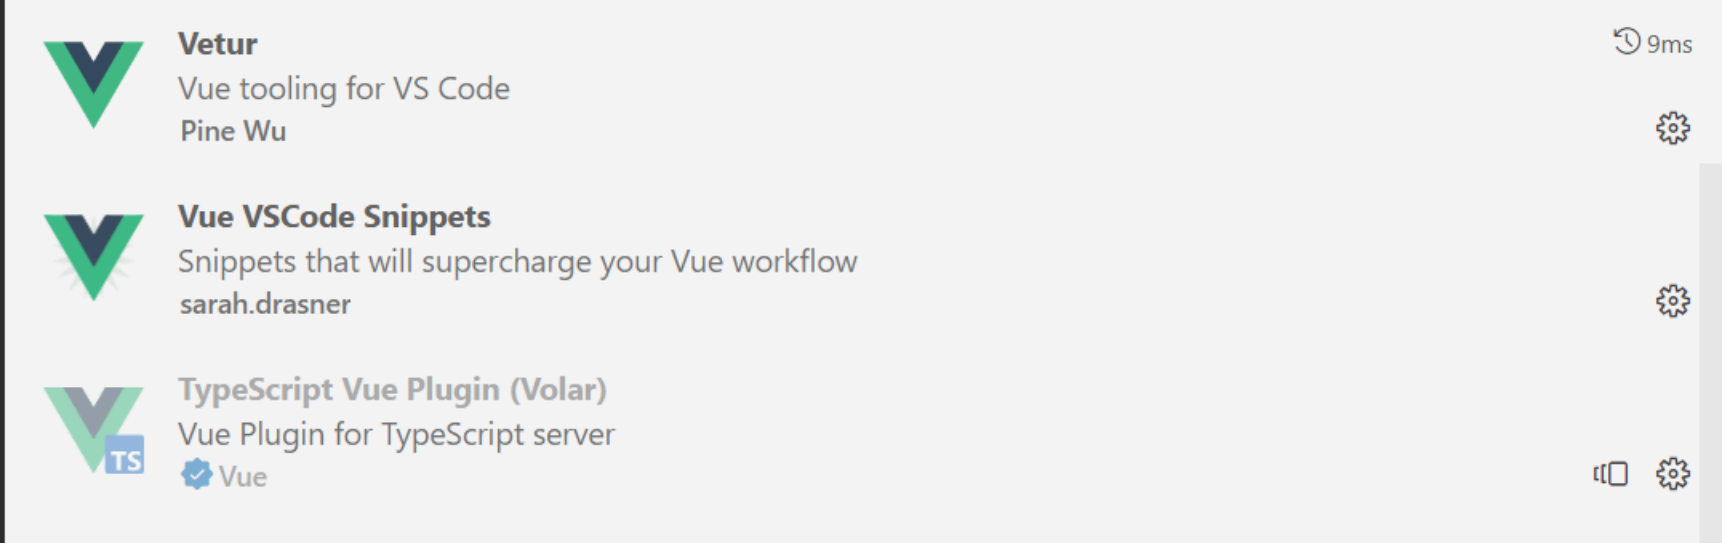 Vetur
9ms
Vue tooling for VS Code
Pine Wu
Vue VSCode Snippets
Snippets that will supercharge your Vue workflow
sarah.drasner
TypeScript Vue Plugin (Volar)
Vue Plugin for TypeScript server
TS
Vue